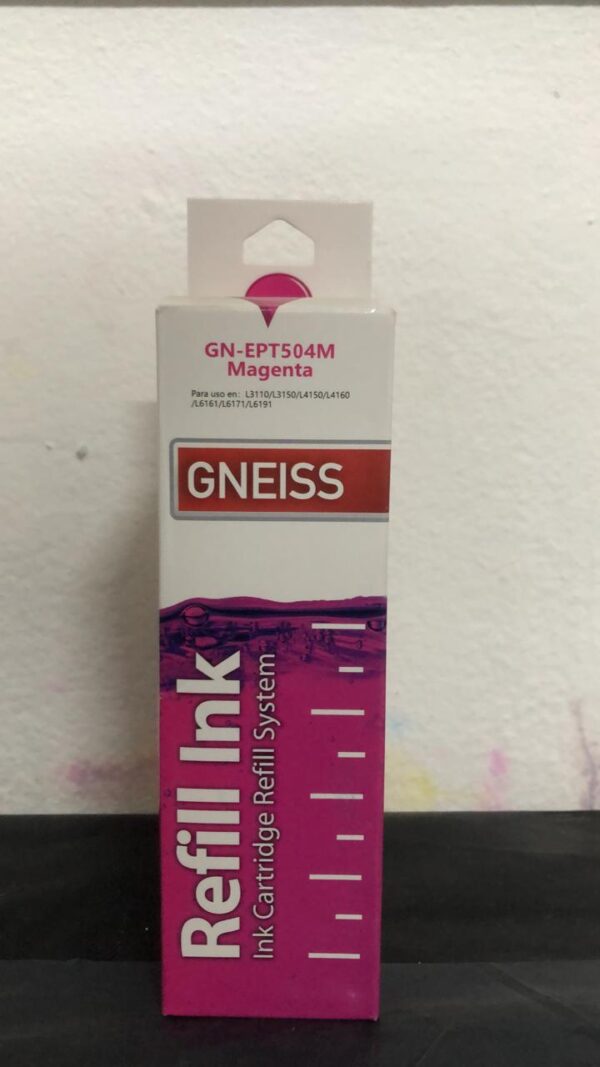 GN-EPT504M
Magenta
Para uso en: L3110/L3150/L4150/L4160
/L6161/L6171/L6191
GNEISS
Refill Ink
Ink Cartridge Refill System